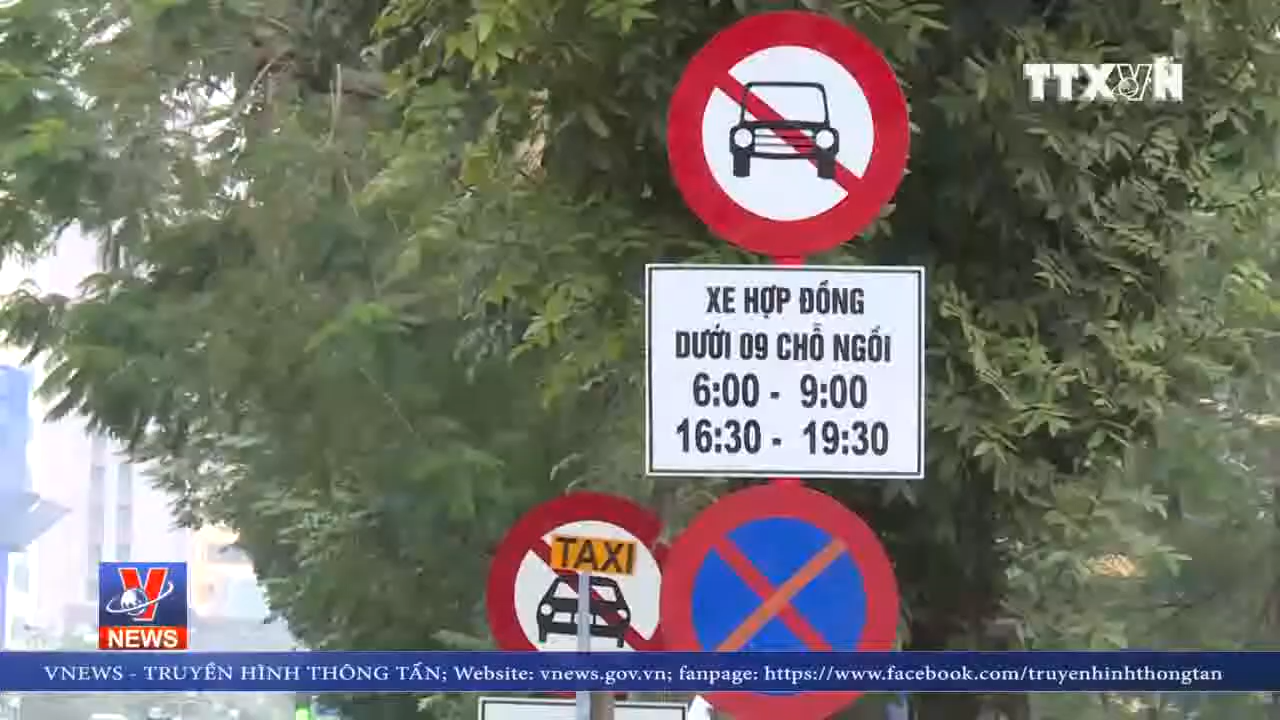 TTXVN
XE HỢP ĐỒNG
DƯỚI 09 CHỖ NGỒI
6:00 - 9:00
16:30 - 19:30
TAXI
V
NEWS
VNEWS - TRUYỀN HÌNH THÔNG TẤN; Website: vnews.gov.vn; fanpage: https://www.facebook.com/truyenhinhthongtan